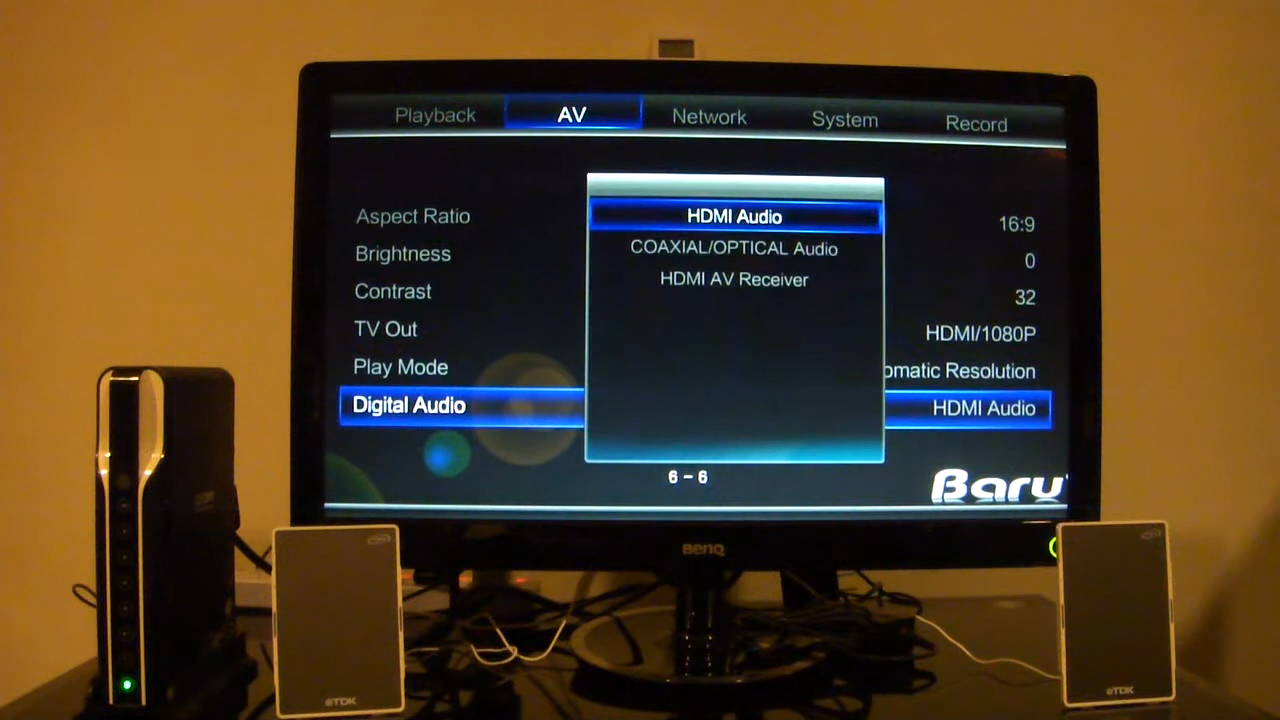 Playback AV Network System Record
Aspect Ratio 16:9
Brightness 0
Contrast 32
TV Out HDMI/1080P
Play Mode omatic Resolution
Digital Audio HDMI Audio
HDMI Audio
COAXIAL/OPTICAL Audio
HDMI AV Receiver
6 - 6
Baru
BenQ
TDK
TDK